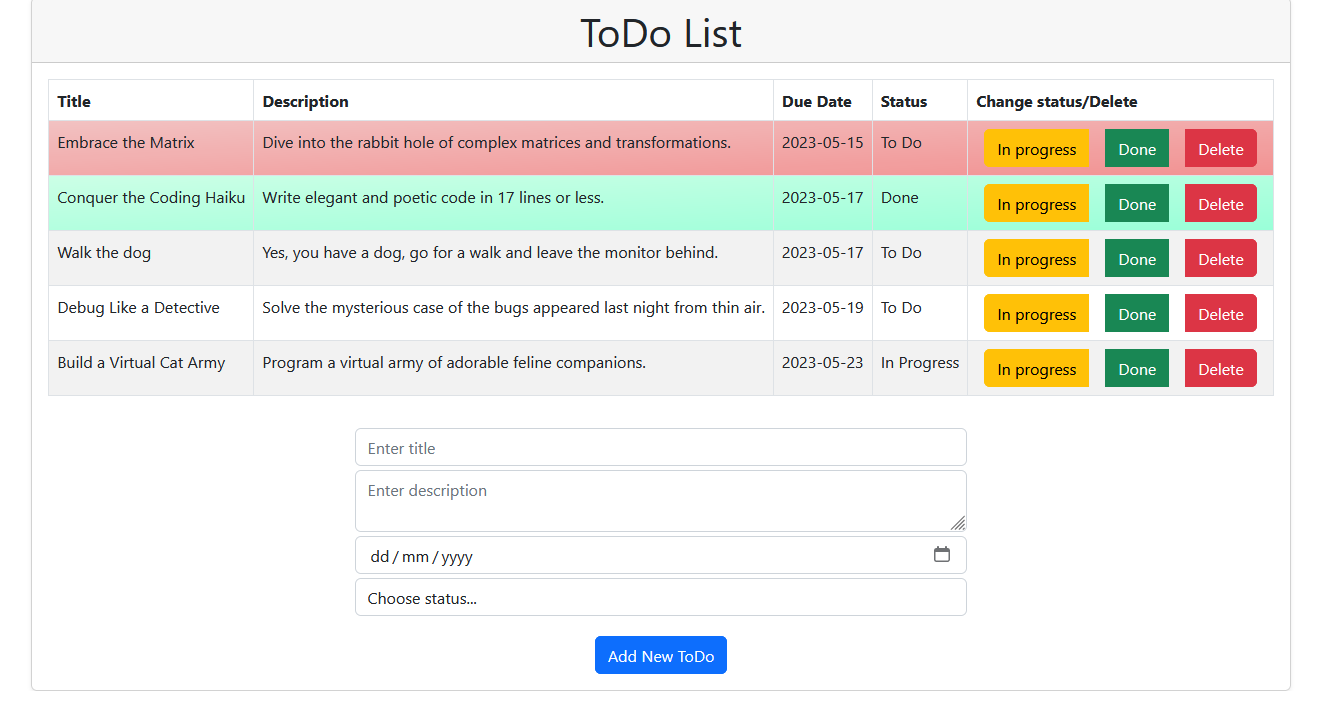 ToDo List
Title Description Due Date Status Change status/Delete
Embrace the Matrix Dive into the rabbit hole of complex matrices and transformations. 2023-05-15 To Do In progress Done Delete
Conquer the Coding Haiku Write elegant and poetic code in 17 lines or less. 2023-05-17 Done In progress Done Delete
Walk the dog Yes, you have a dog, go for a walk and leave the monitor behind. 2023-05-17 To Do In progress Done Delete
Debug Like a Detective Solve the mysterious case of the bugs appeared last night from thin air. 2023-05-19 To Do In progress Done Delete
Build a Virtual Cat Army Program a virtual army of adorable feline companions. 2023-05-23 In Progress In progress Done Delete
Enter title
Enter description
dd / mm / yyyy
Choose status...
Add New ToDo